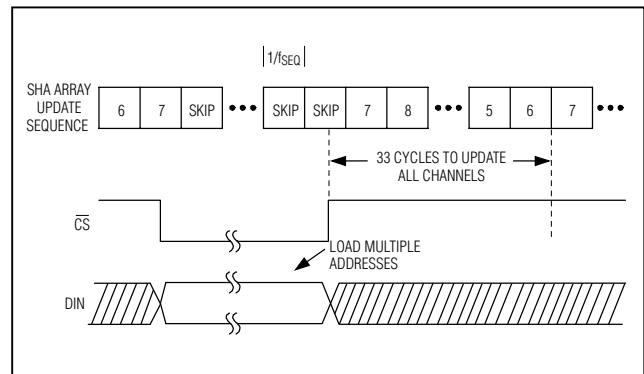 1/fSEQ
SHA ARRAY
UPDATE
SEQUENCE
6 7 SKIP ••• SKIP SKIP 7 8 ••• 5 6 7 •••
33 CYCLES TO UPDATE
ALL CHANNELS
CS
LOAD MULTIPLE
ADDRESSES
DIN